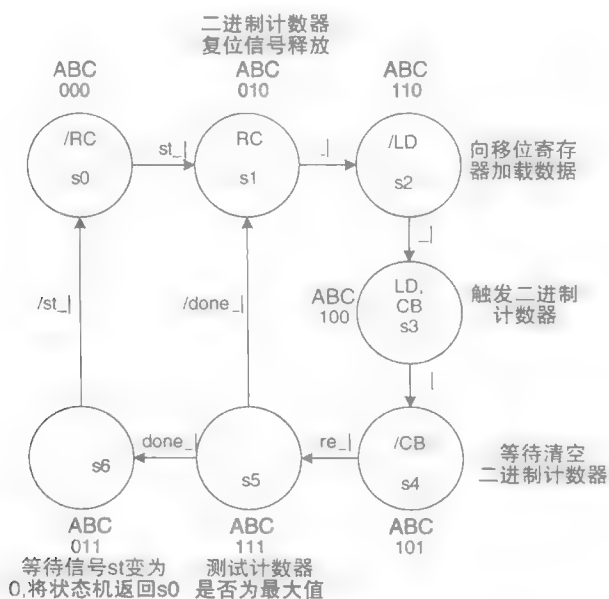 二进制计数器
复位信号释放
ABC
000
ABC
010
ABC
110
/RC
s0
st_|
RC
s1
_|
/LD
s2
向移位寄存
器加载数据
_|
ABC
100
LD,
CB
s3
触发二进制
计数器
/st_|
/done_|
|
s6
done_|
s5
re_|
/CB
s4
等待清空
二进制计数器
ABC
011
ABC
111
ABC
101
等待信号st变为
0,将状态机返回s0
测试计数器
是否为最大值